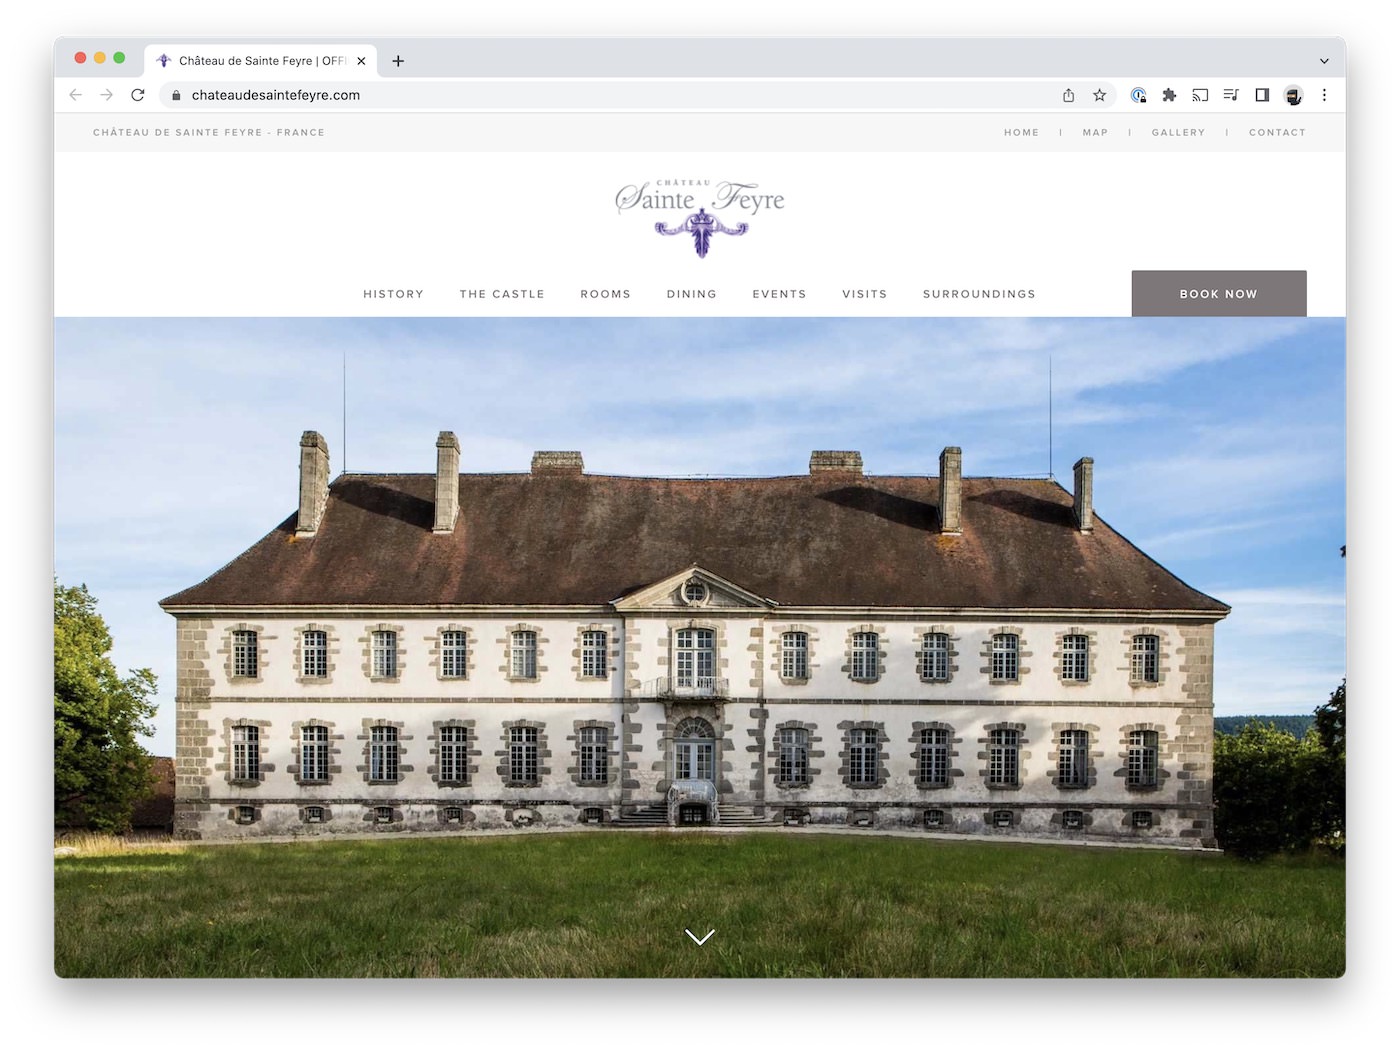 Château de Sainte Feyre | OFFI
chateaudesaintefeyre.com
CHÂTEAU DE SAINTE FEYRE - FRANCE
HOME | MAP | GALLERY | CONTACT
CHÂTEAU
Sainte Feyre
HISTORY THE CASTLE ROOMS DINING EVENTS VISITS SURROUNDINGS BOOK NOW